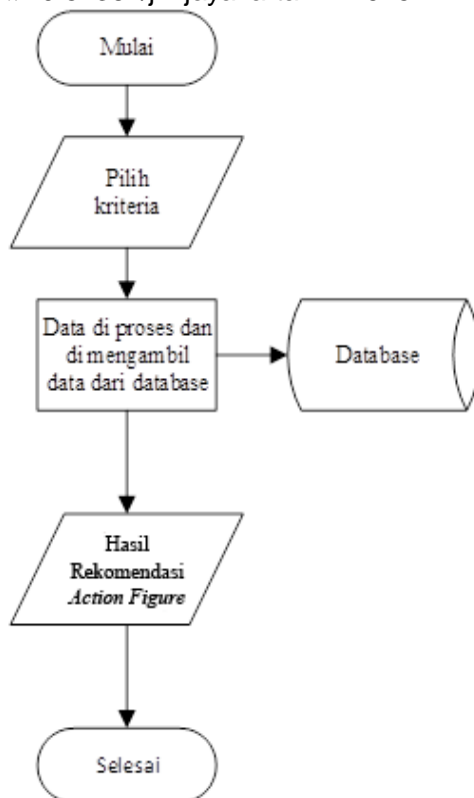 Mulai
Pilih
kriteria
Data di proses dan
di mengambil
data dari database
Database
Hasil
Rekomendasi
Action Figure
Selesai